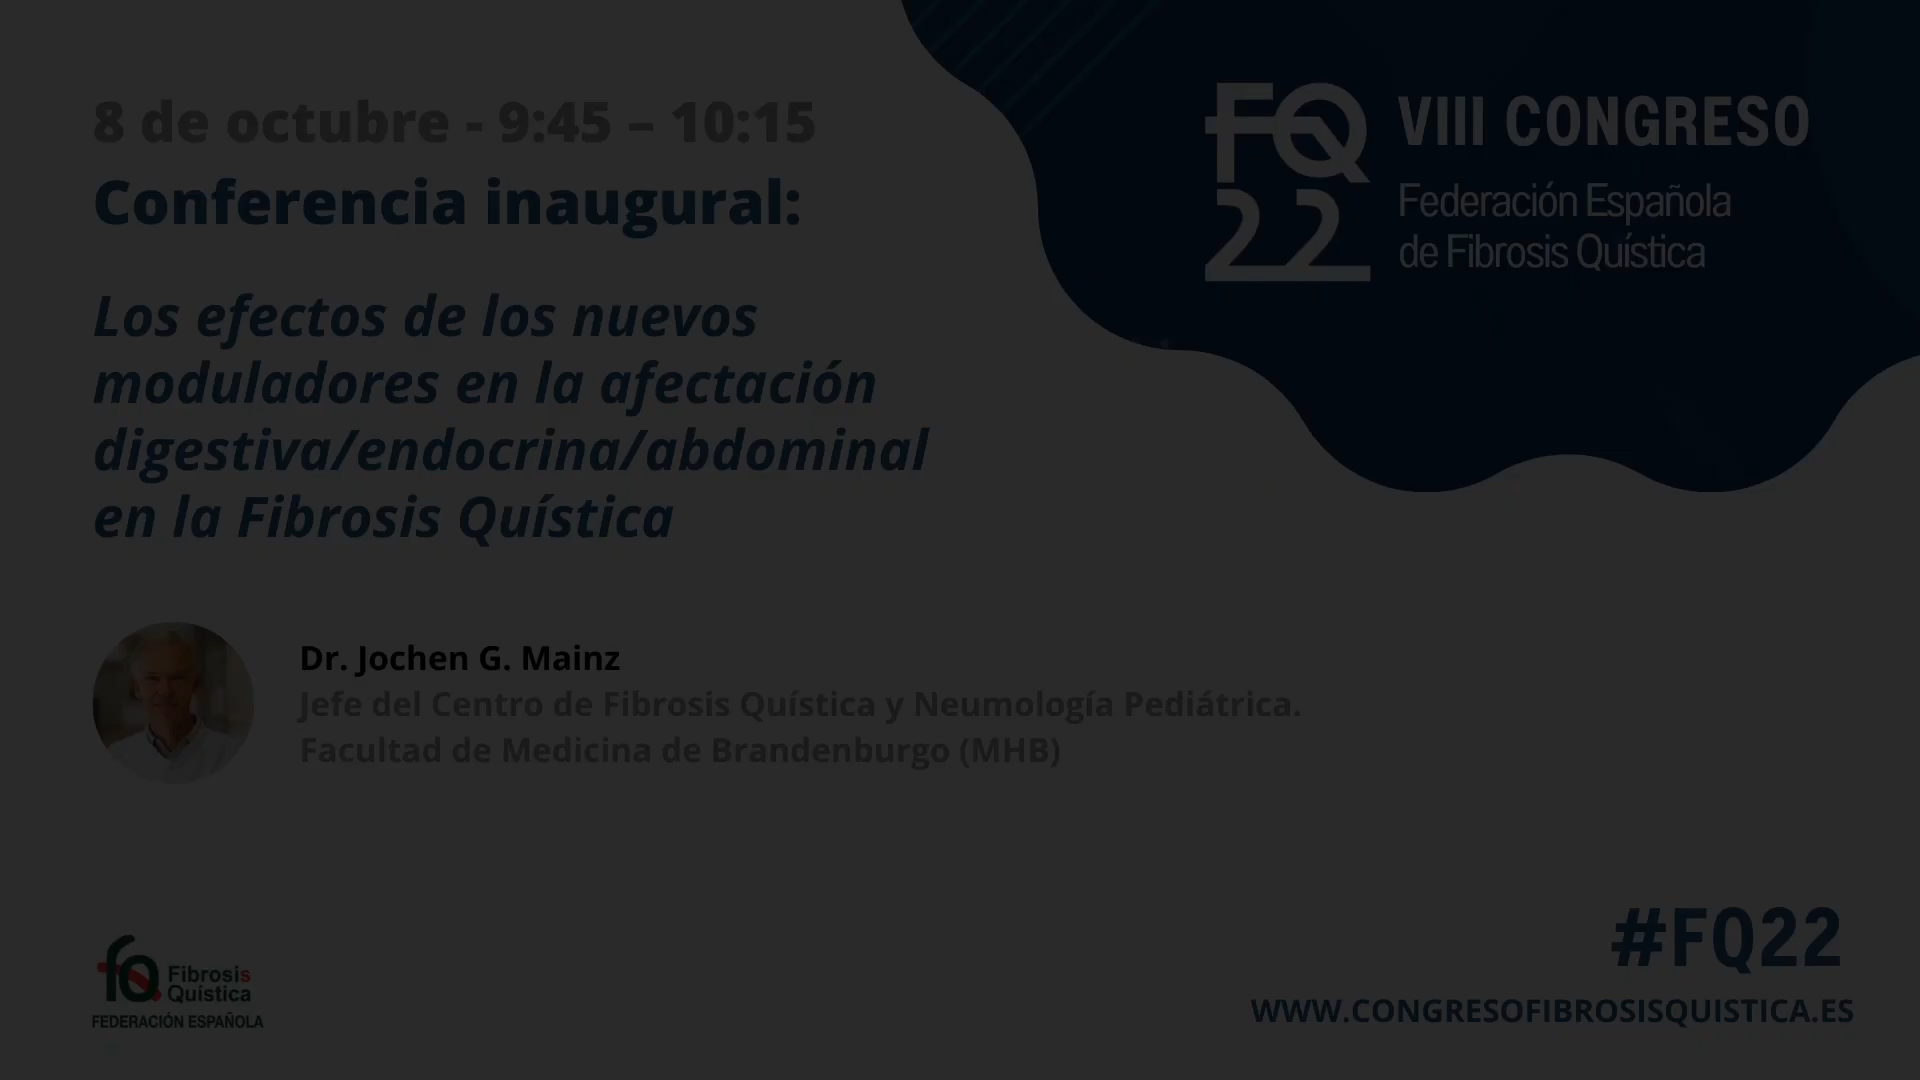 8 de octubre - 9:45 – 10:15
Conferencia inaugural:
Los efectos de los nuevos
moduladores en la afectación
digestiva/endocrina/abdominal
en la Fibrosis Quística
Dr. Jochen G. Mainz
Jefe del Centro de Fibrosis Quística y Neumología Pediátrica.
Facultad de Medicina de Brandenburgo (MHB)
FQ
22
VIII CONGRESO
Federación Española
de Fibrosis Quística
fQ Fibrosis
Quística
FEDERACIÓN ESPAÑOLA
#FQ22
WWW.CONGRESOFIBROSISQUISTICA.ES